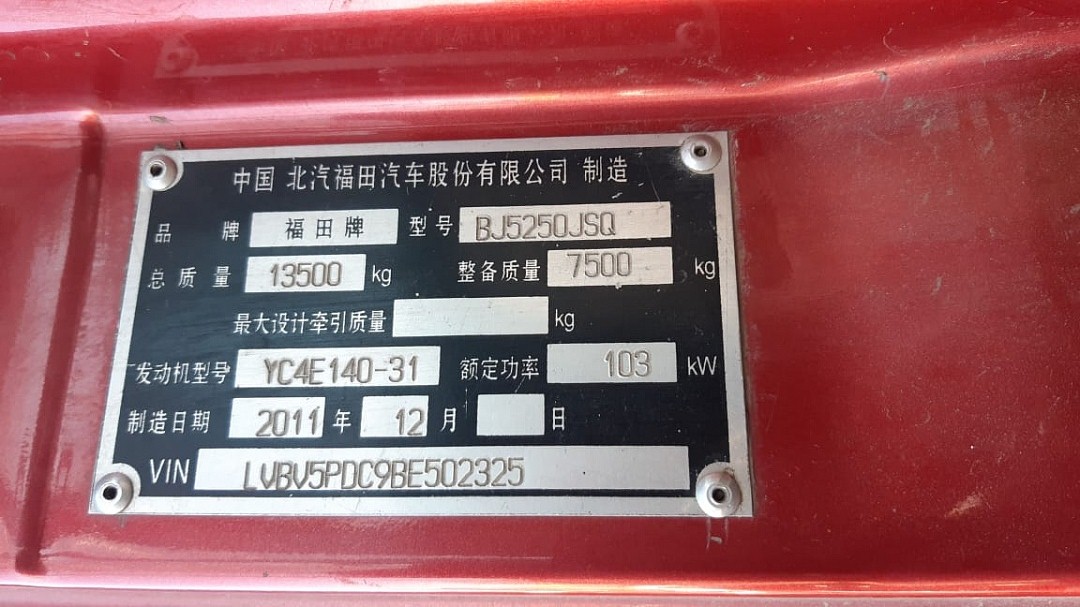 中国 北汽福田汽车股份有限公司 制造
品 牌 福田牌 型号 BJ5250JSQ
总质量 13500 kg 整备质量 7500 kg
最大设计牵引质量 kg
发动机型号 YC4E140-31 额定功率 103 kW
制造日期 2011 年 12 月 日
VIN LVBV5PDC9BE502325